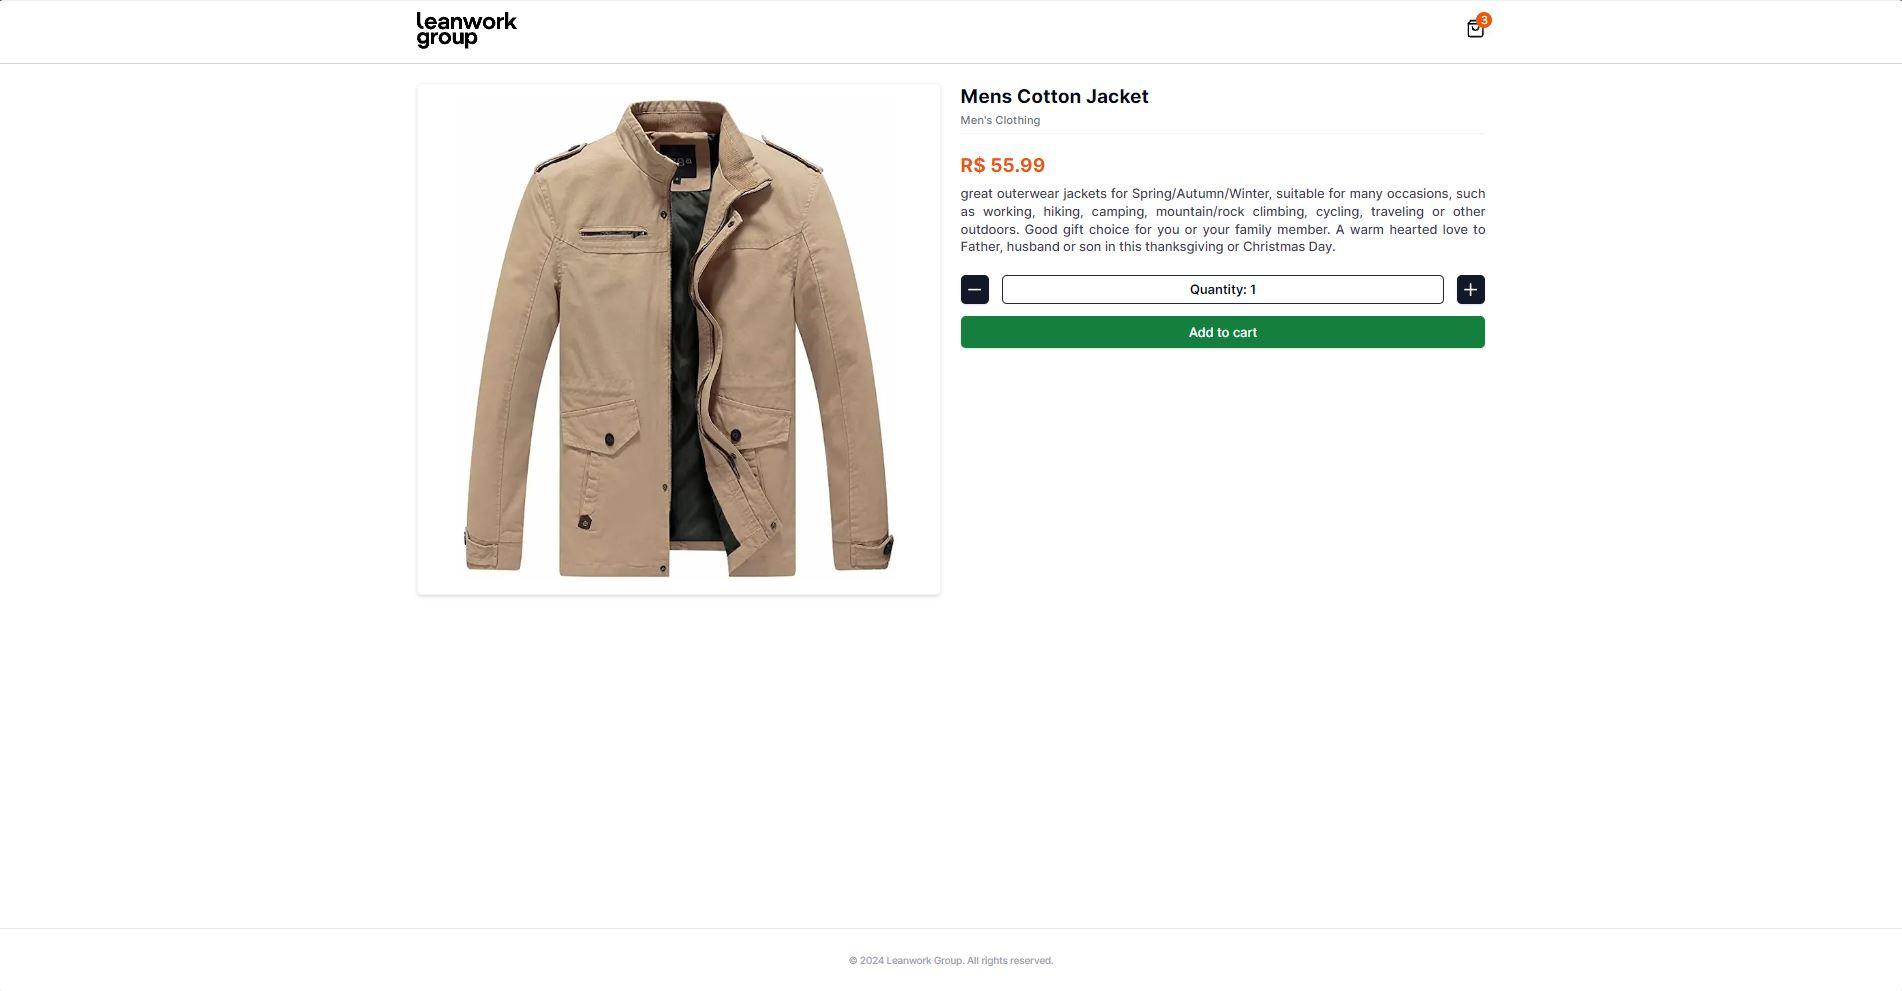 leanwork
group
3
Mens Cotton Jacket
Men's Clothing
R$ 55.99
great outerwear jackets for Spring/Autumn/Winter, suitable for many occasions, such
as working, hiking, camping, mountain/rock climbing, cycling, traveling or other
outdoors. Good gift choice for you or your family member. A warm hearted love to
Father, husband or son in this thanksgiving or Christmas Day.
Quantity: 1
Add to cart
© 2024 Leanwork Group. All rights reserved.